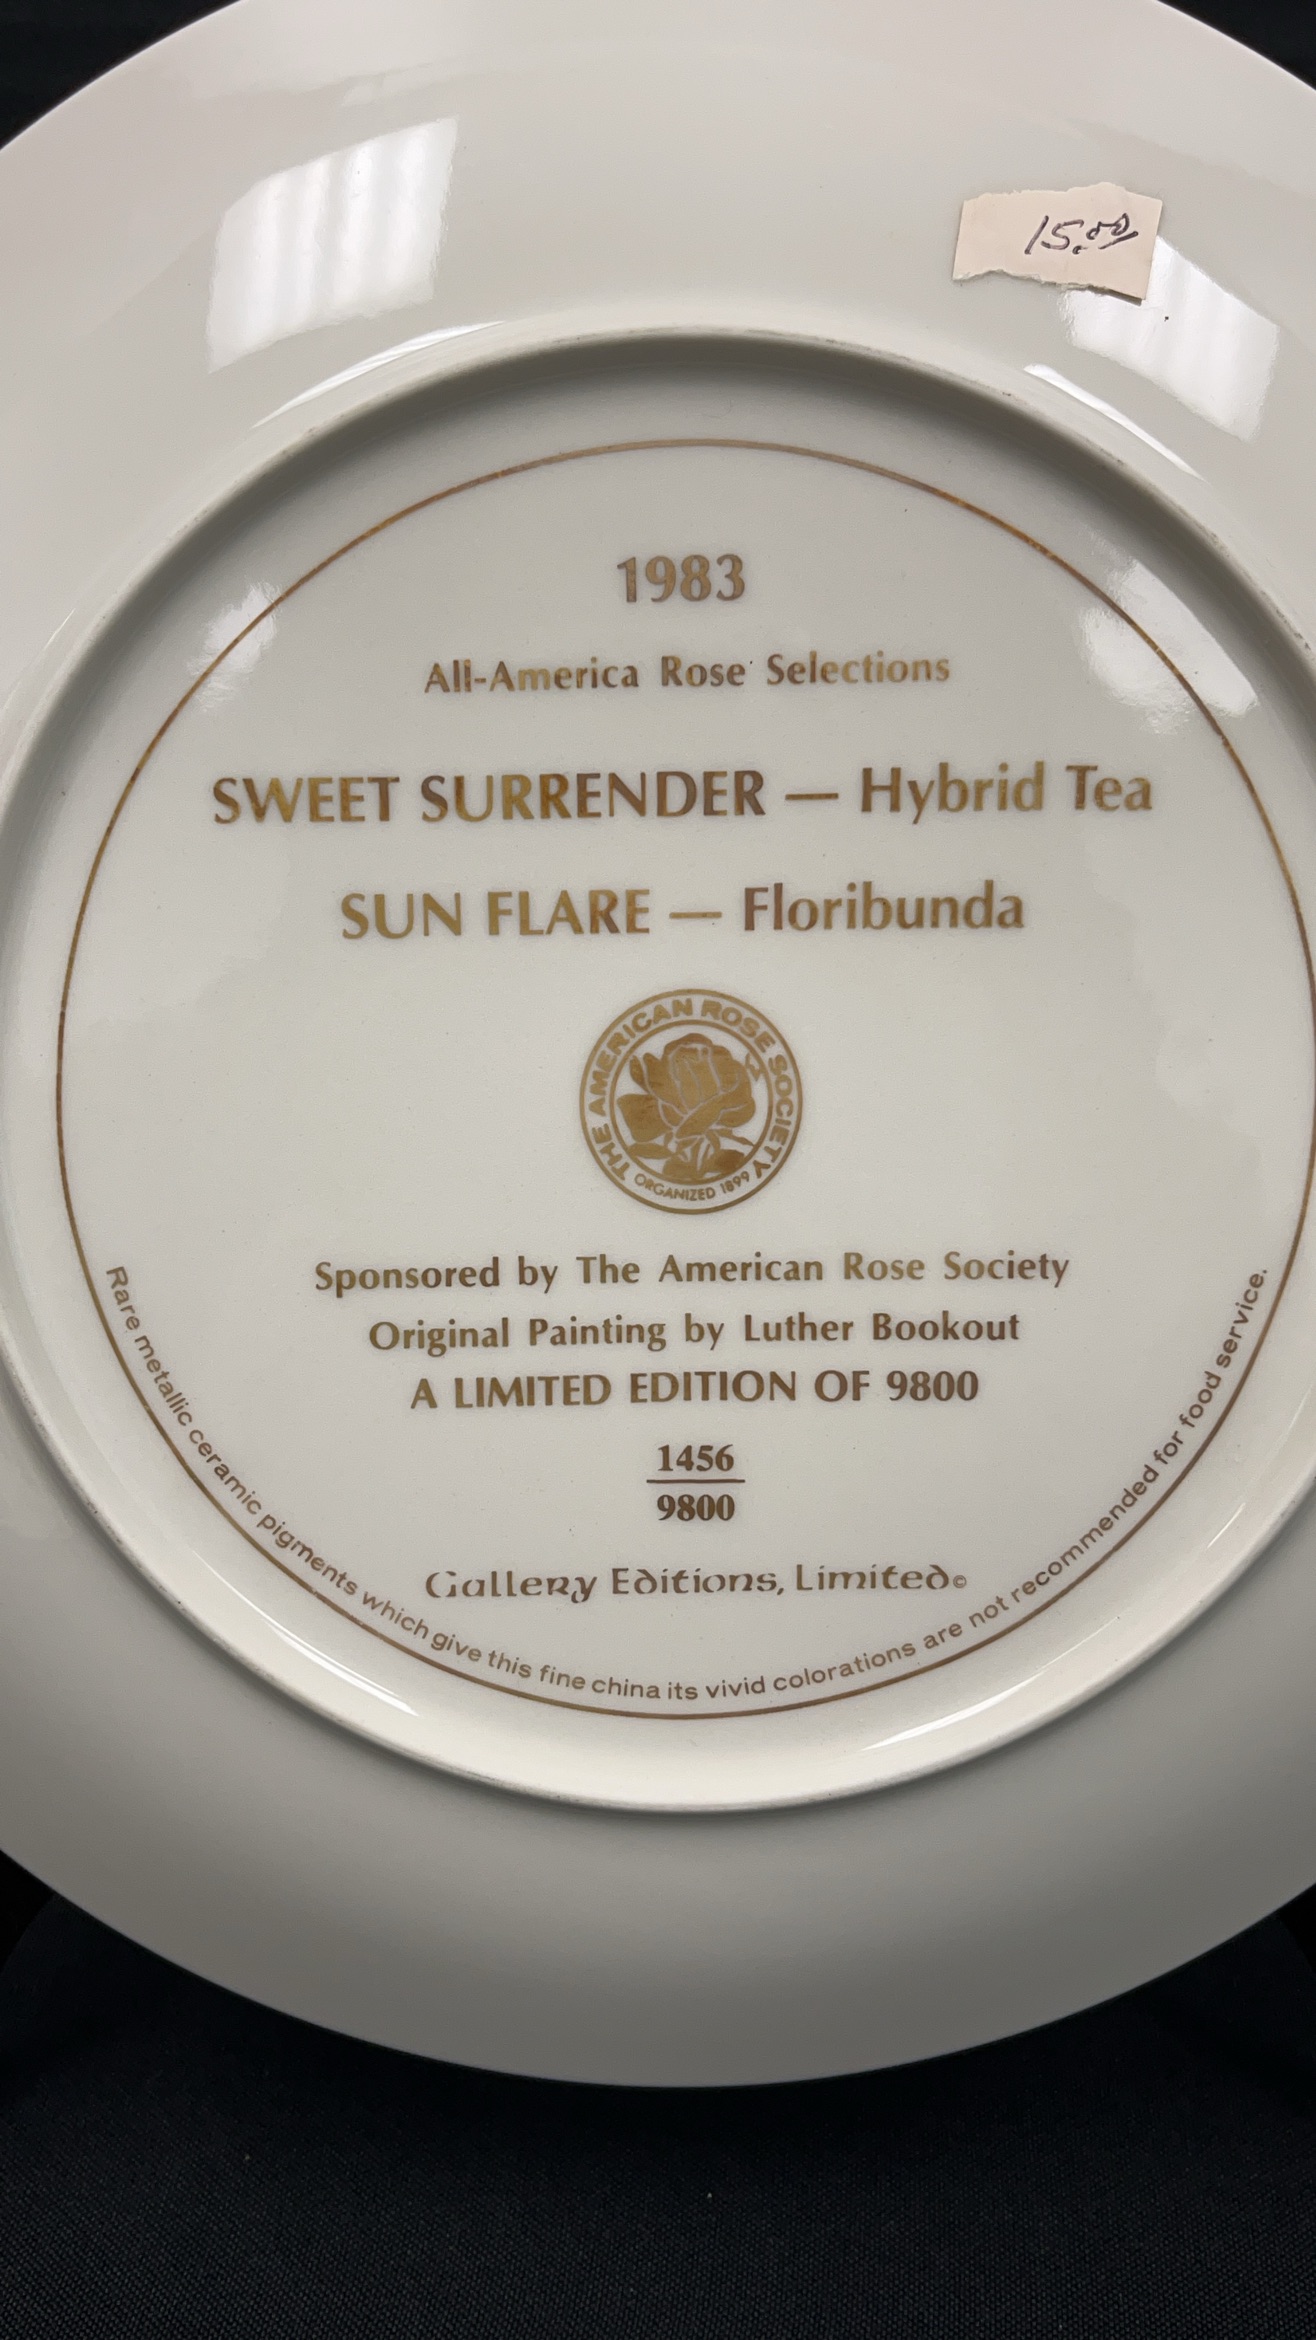 15.00
1983
All-America Rose Selections
SWEET SURRENDER — Hybrid Tea
SUN FLARE — Floribunda
THE AMERICAN ROSE SOCIETY
ORGANIZED 1899
Sponsored by The American Rose Society
Original Painting by Luther Bookout
A LIMITED EDITION OF 9800
1456
9800
Gallery Editions, Limited©
Rare metallic ceramic pigments which give this fine china its vivid colorations are not recommended for food service.